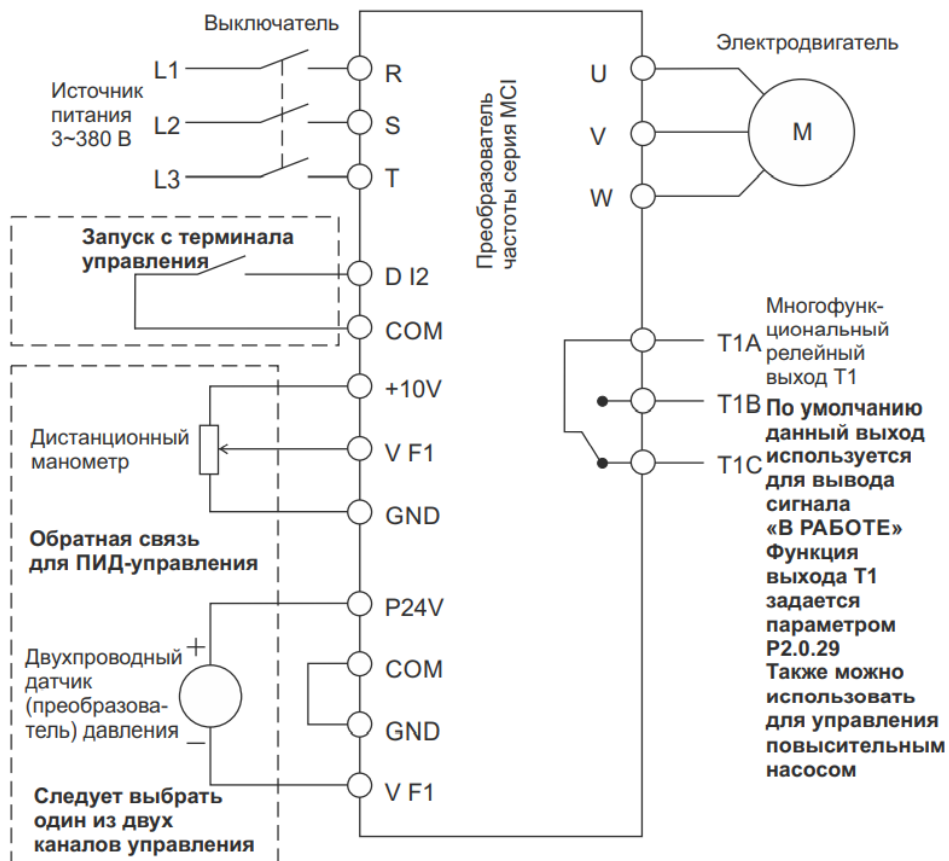 Выключатель
Электродвигатель
Источник
питания
3~380 В
L1
L2
L3
R
S
T
U
V
W
M
Преобразователь
частоты серия MCI
Запуск с терминала
управления
D I2
COM
+10V
Дистанционный
манометр
V F1
GND
Обратная связь
для ПИД-управления
P24V
Двухпроводный
датчик
(преобразова-
тель) давления
+
−
COM
GND
V F1
Следует выбрать
один из двух
каналов управления
T1A
T1B
T1C
Многофунк-
циональный
релейный
выход T1
По умолчанию
данный выход
используется
для вывода
сигнала
«В РАБОТЕ»
Функция
выхода T1
задается
параметром
P2.0.29
Также можно
использовать
для управления
повысительным
насосом